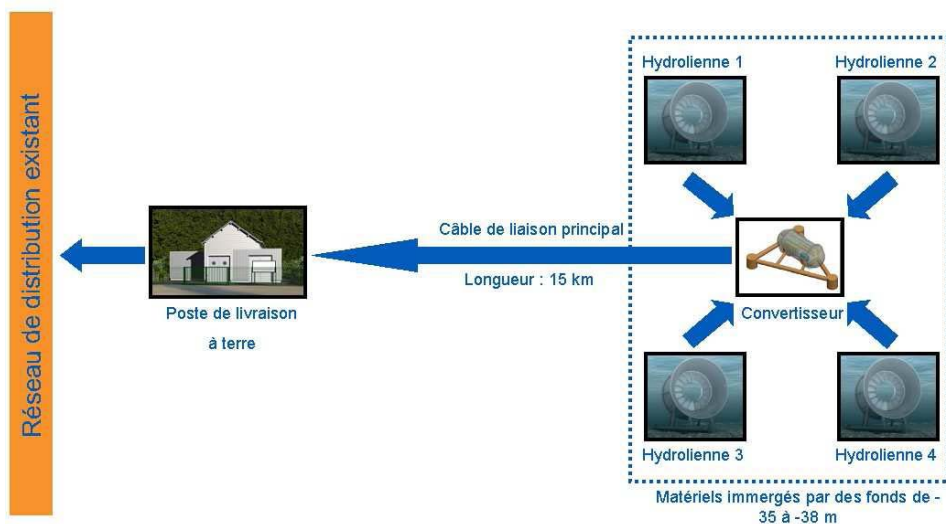 Réseau de distribution existant
Hydrolienne 1
Hydrolienne 2
Câble de liaison principal
Longueur : 15 km
Poste de livraison
à terre
Convertisseur
Hydrolienne 3
Hydrolienne 4
Matériels immergés par des fonds de -
35 à -38 m